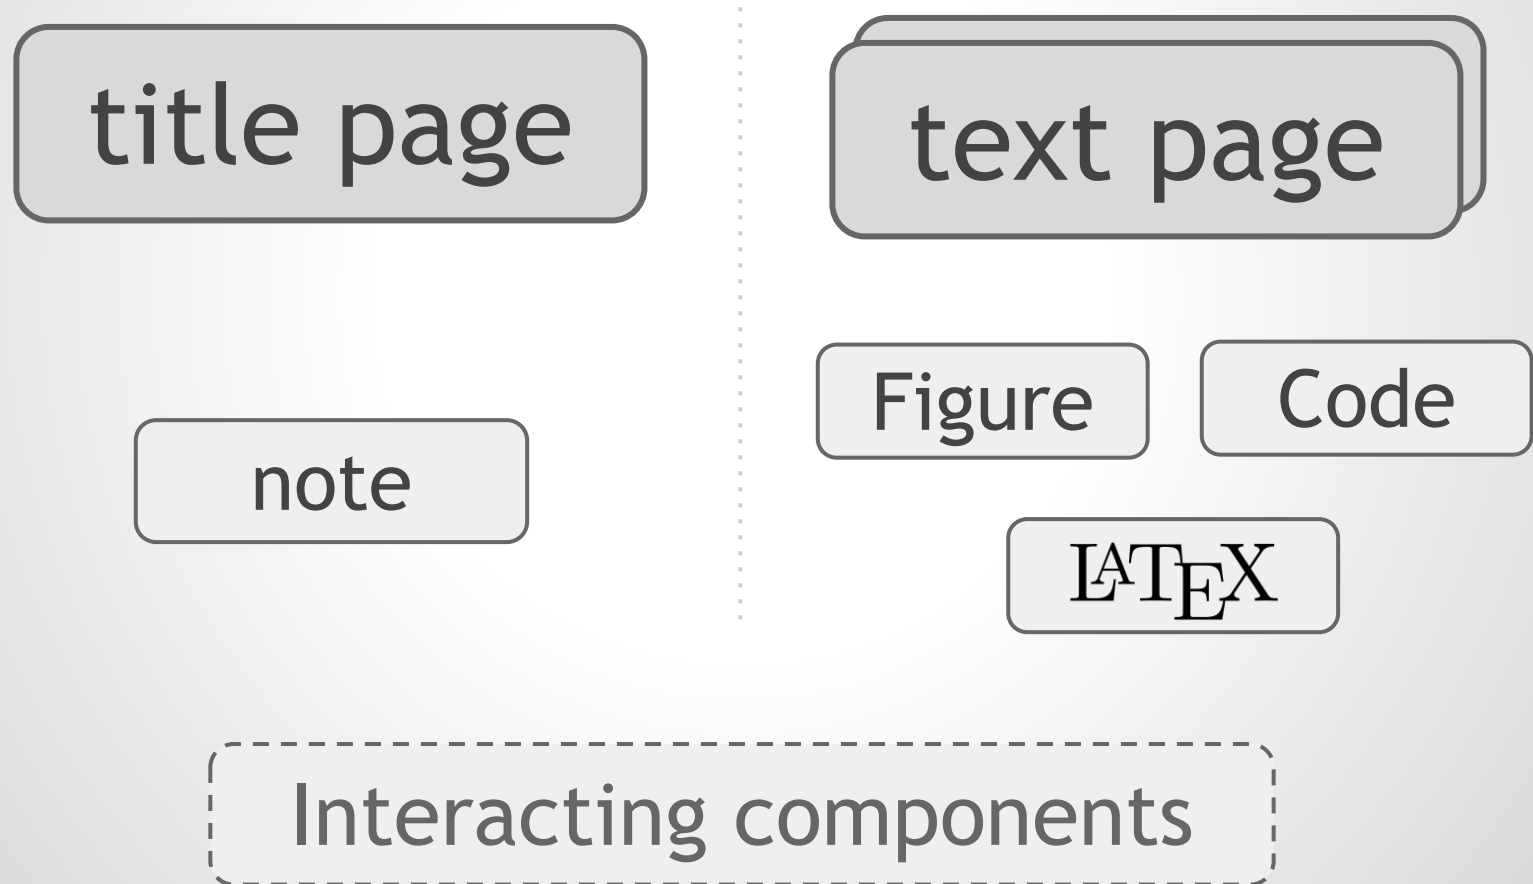 title page
text page
Figure
Code
note
LATEX
Interacting components